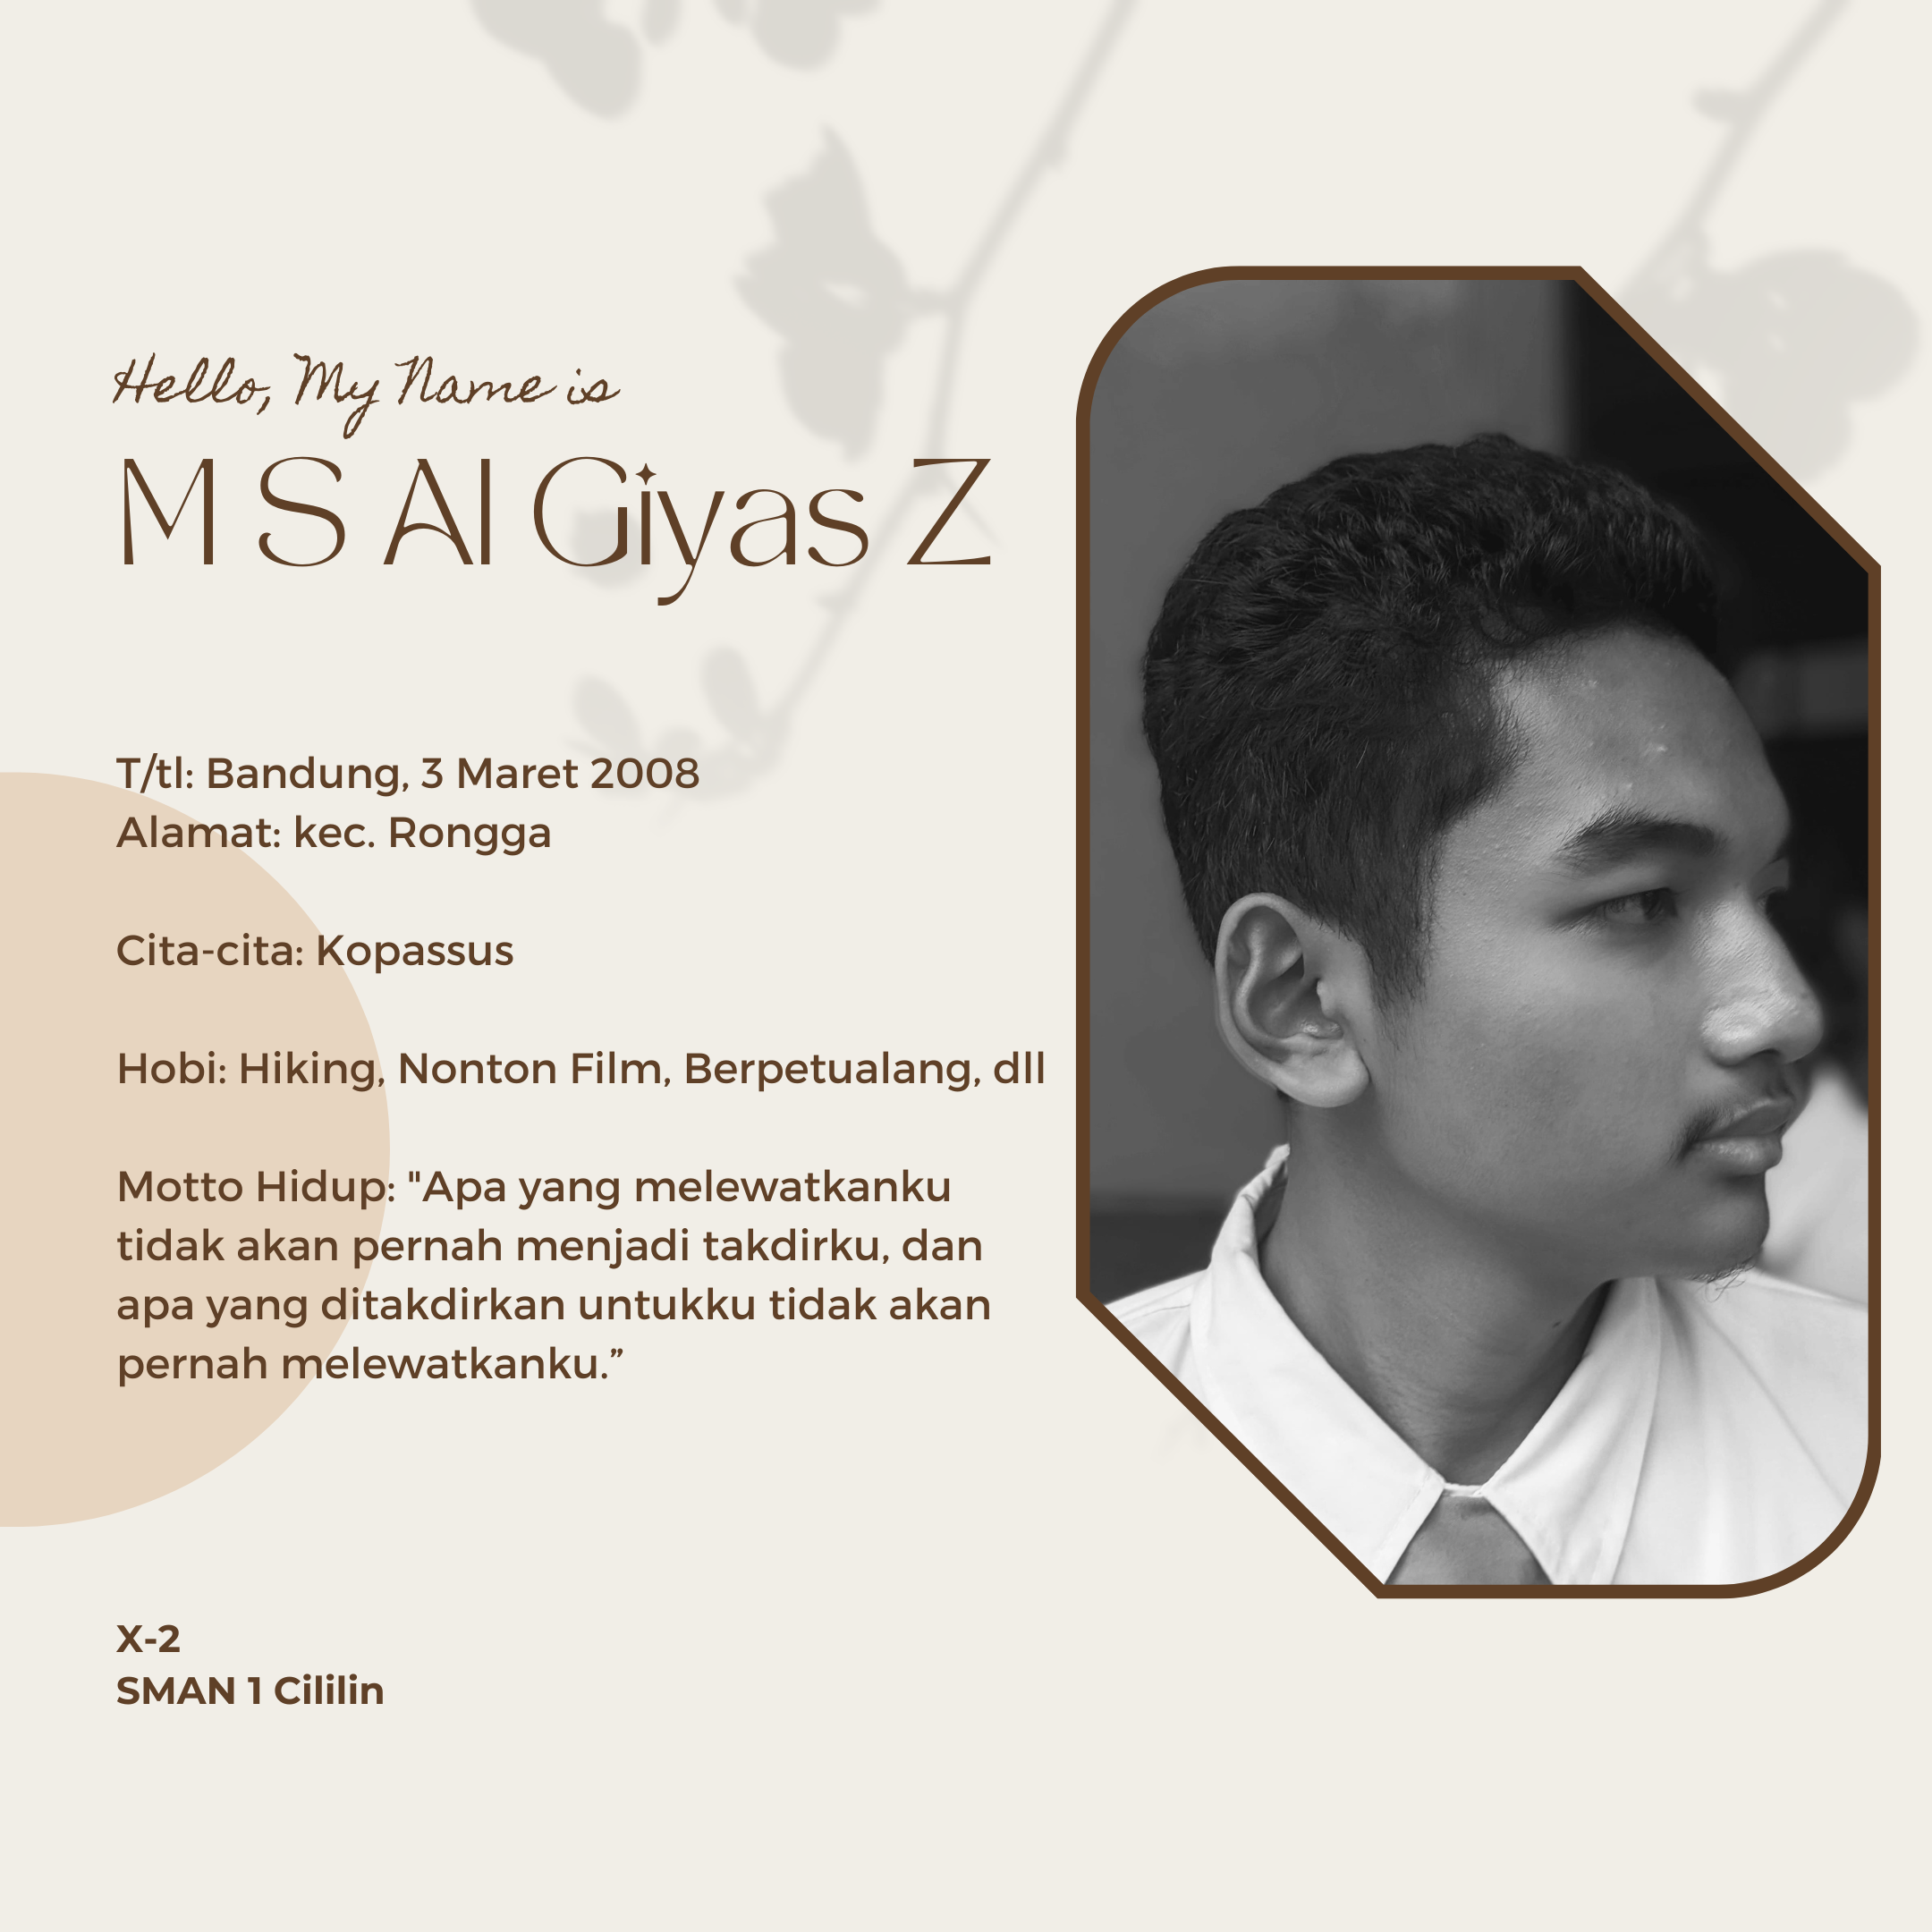 Hello, My Name is
M S Al Giyas Z
T/tl: Bandung, 3 Maret 2008
Alamat: kec. Rongga
Cita-cita: Kopassus
Hobi: Hiking, Nonton Film, Berpetualang, dll
Motto Hidup: "Apa yang melewatkanku
tidak akan pernah menjadi takdirku, dan
apa yang ditakdirkan untukku tidak akan
pernah melewatkanku.”
X-2
SMAN 1 Cililin